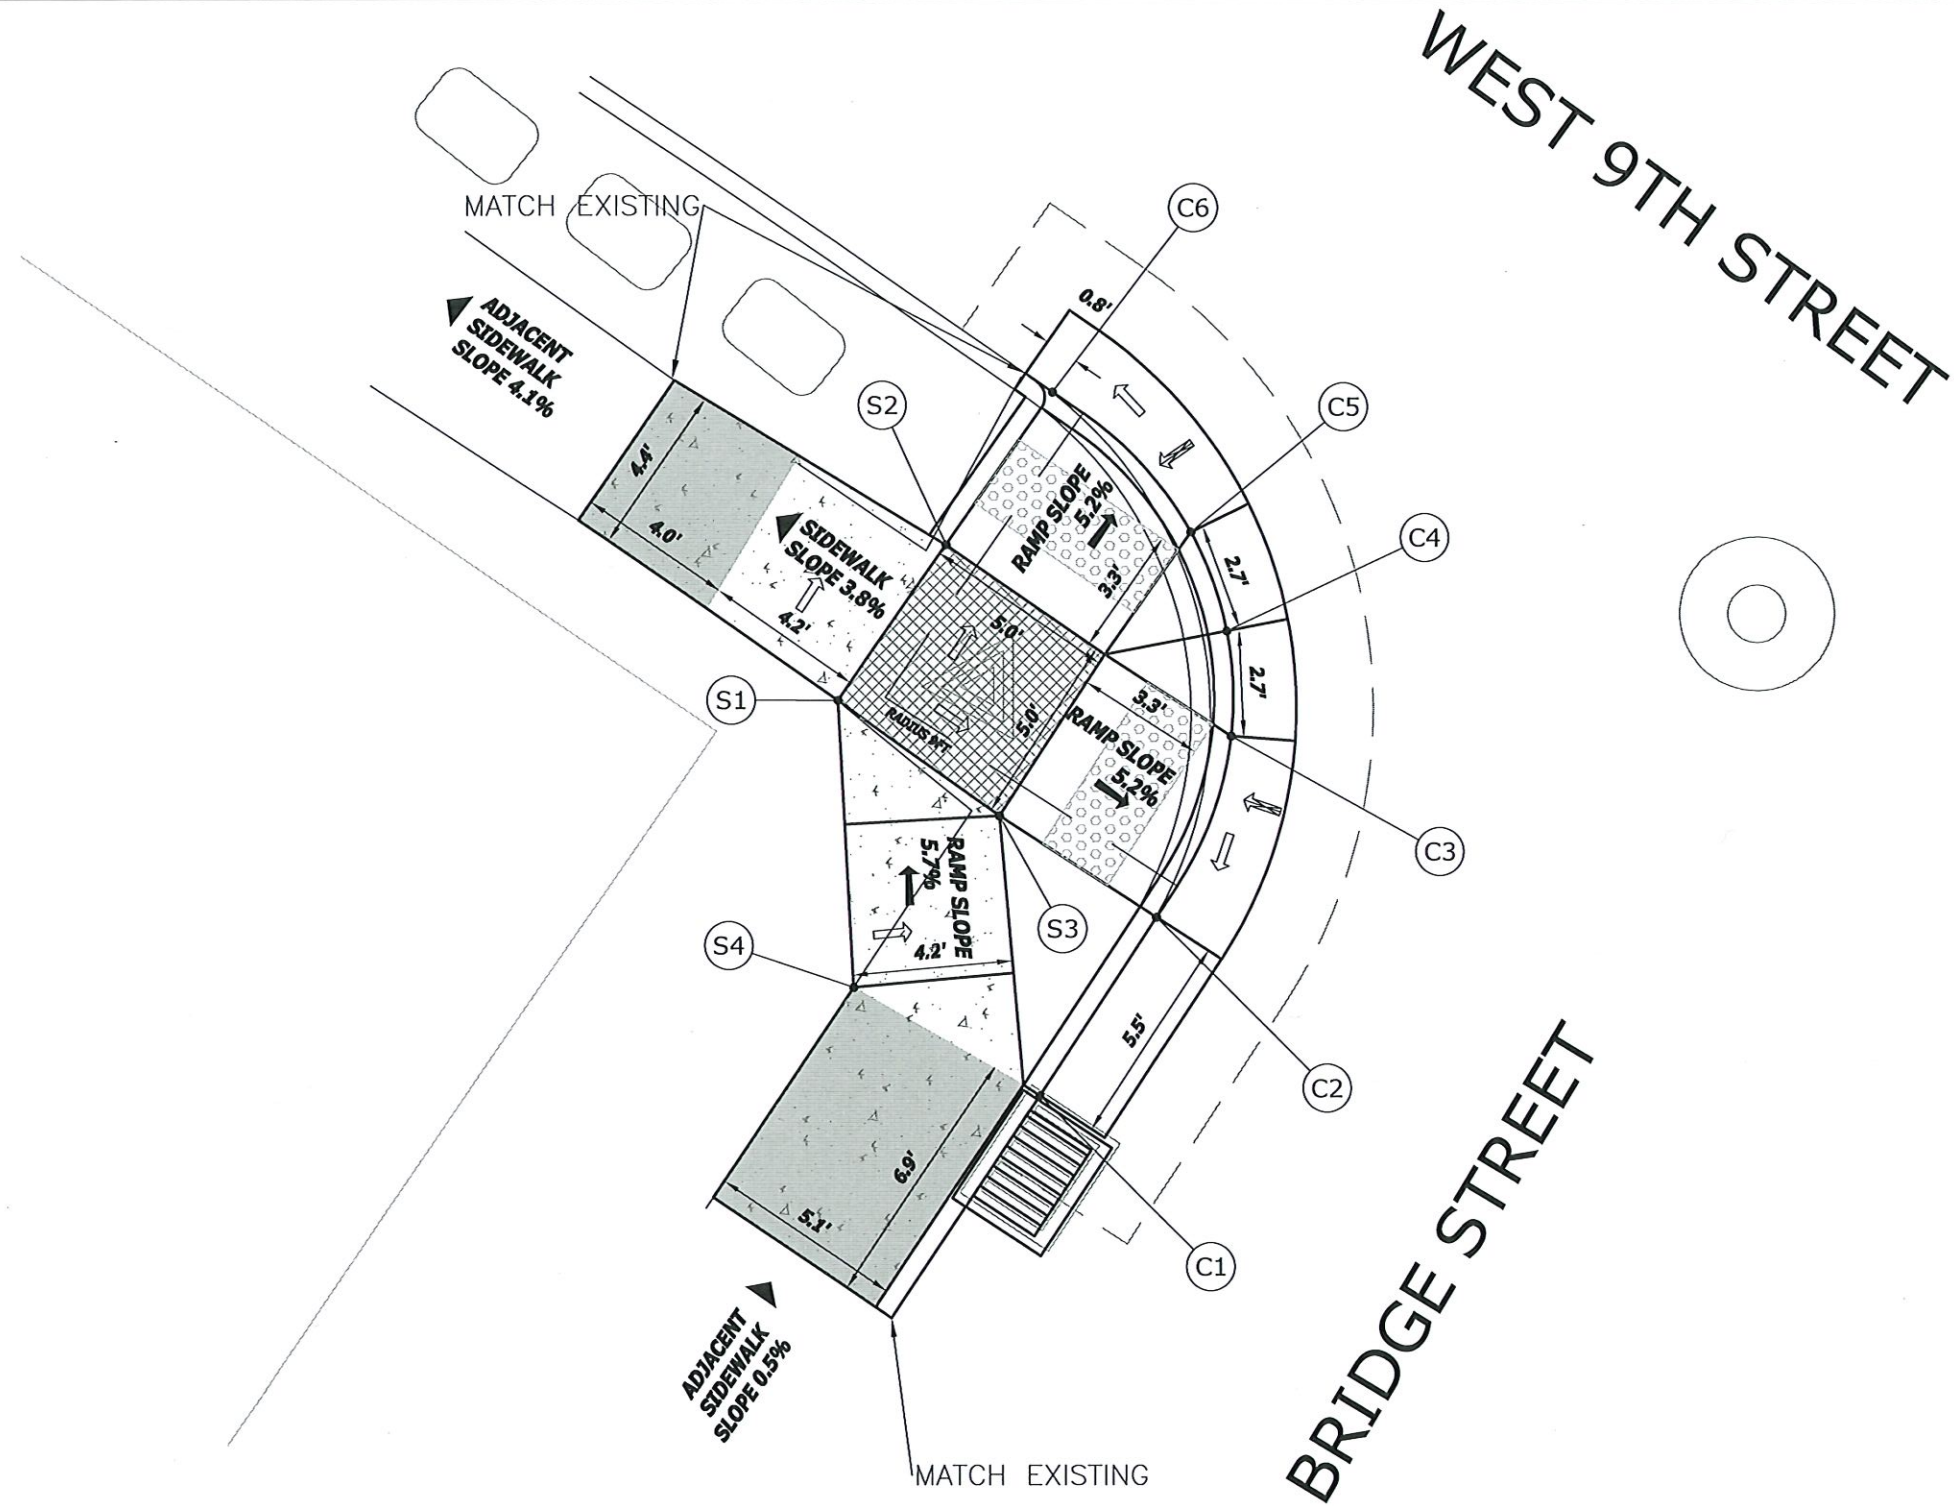 WEST 9TH STREET
MATCH EXISTING
C6
0.8'
ADJACENT
SIDEWALK
SLOPE 4.1%
S2
C5
4.4'
RAMP SLOPE
5.2%
4.0'
SIDEWALK
SLOPE 3.8%
C4
2.7'
3.3'
4.2'
5.0'
2.7'
S1
RADIUS 9FT
5.0'
3.3'
RAMP SLOPE
5.2%
C3
RAMP SLOPE
5.7%
S3
S4
4.2'
5.5'
C2
6.9'
5.1'
C1
BRIDGE STREET
ADJACENT
SIDEWALK
SLOPE 0.5%
MATCH EXISTING